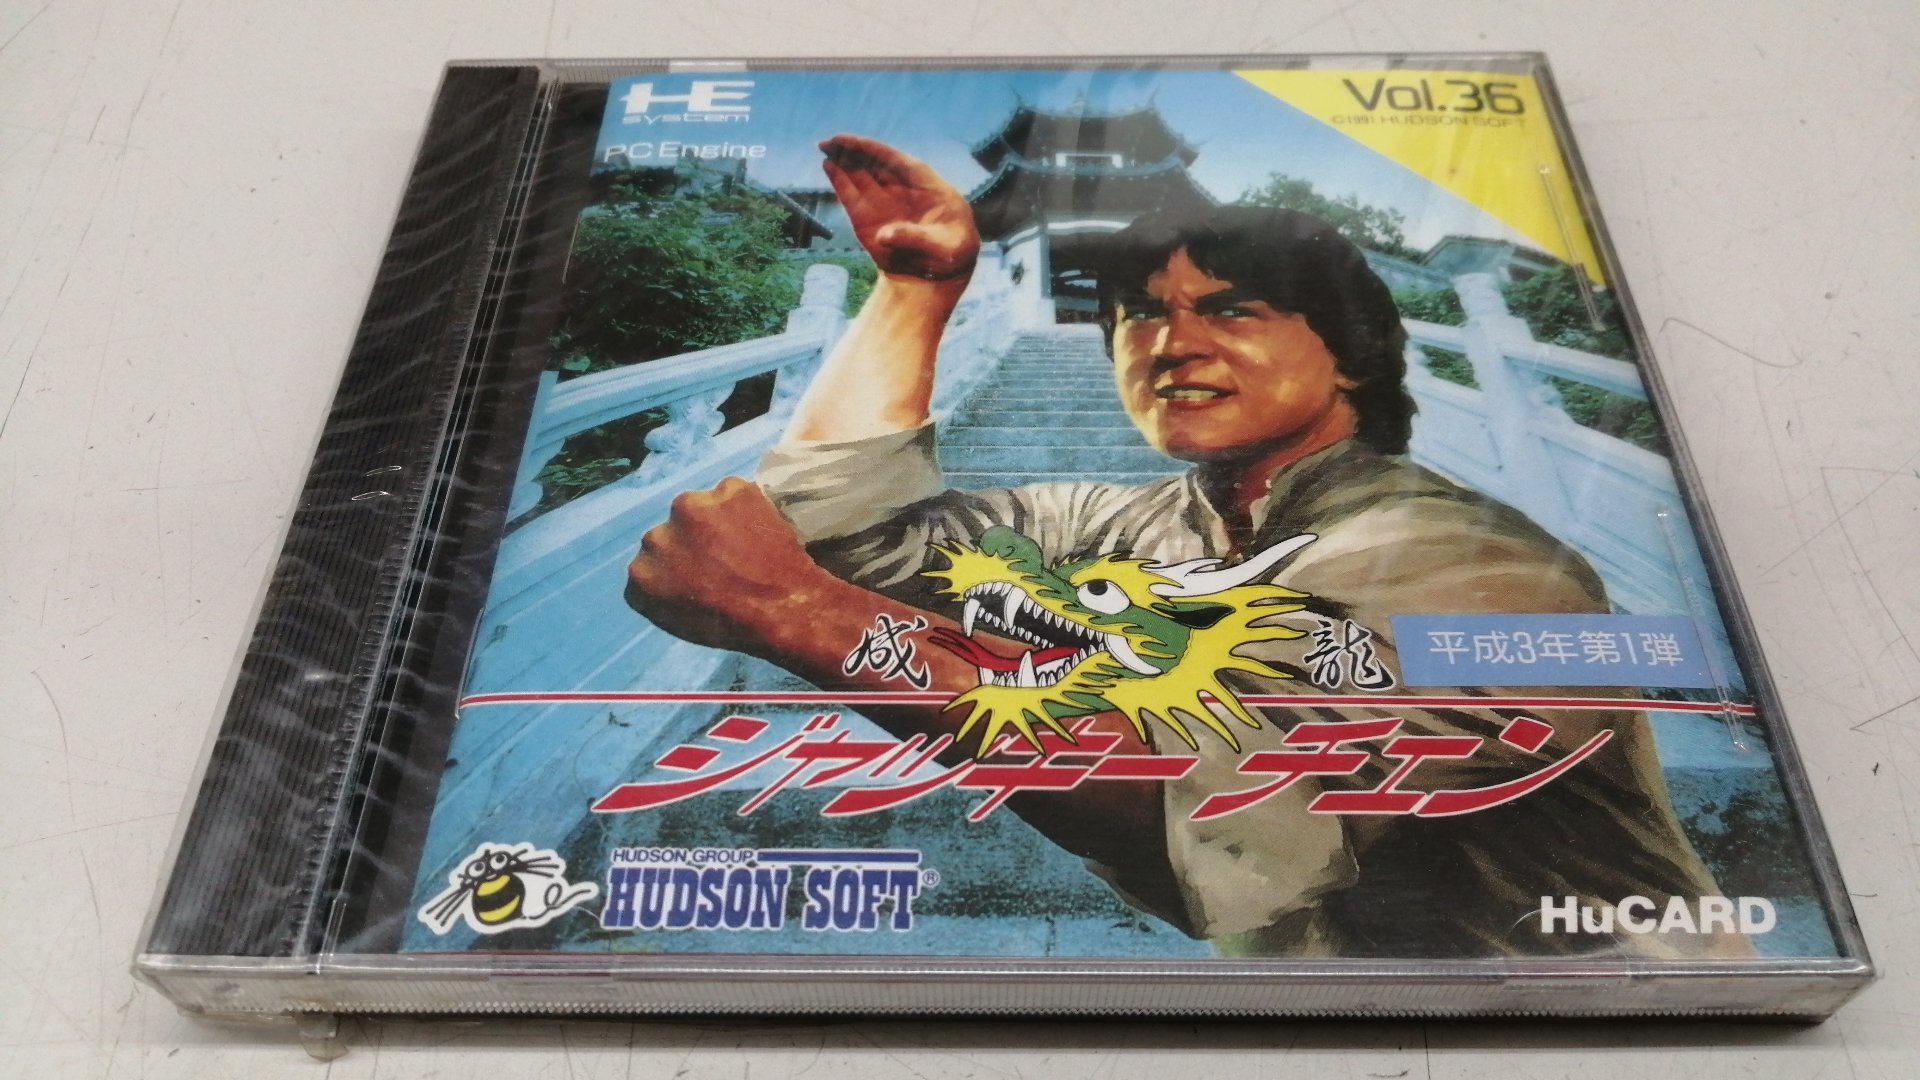 HE
system
PC Engine
Vol.36
©1991 HUDSON SOFT
成 龍
平成3年第1弾
ジャッキーチェン
HUDSON GROUP
HUDSON SOFT®
HuCARD